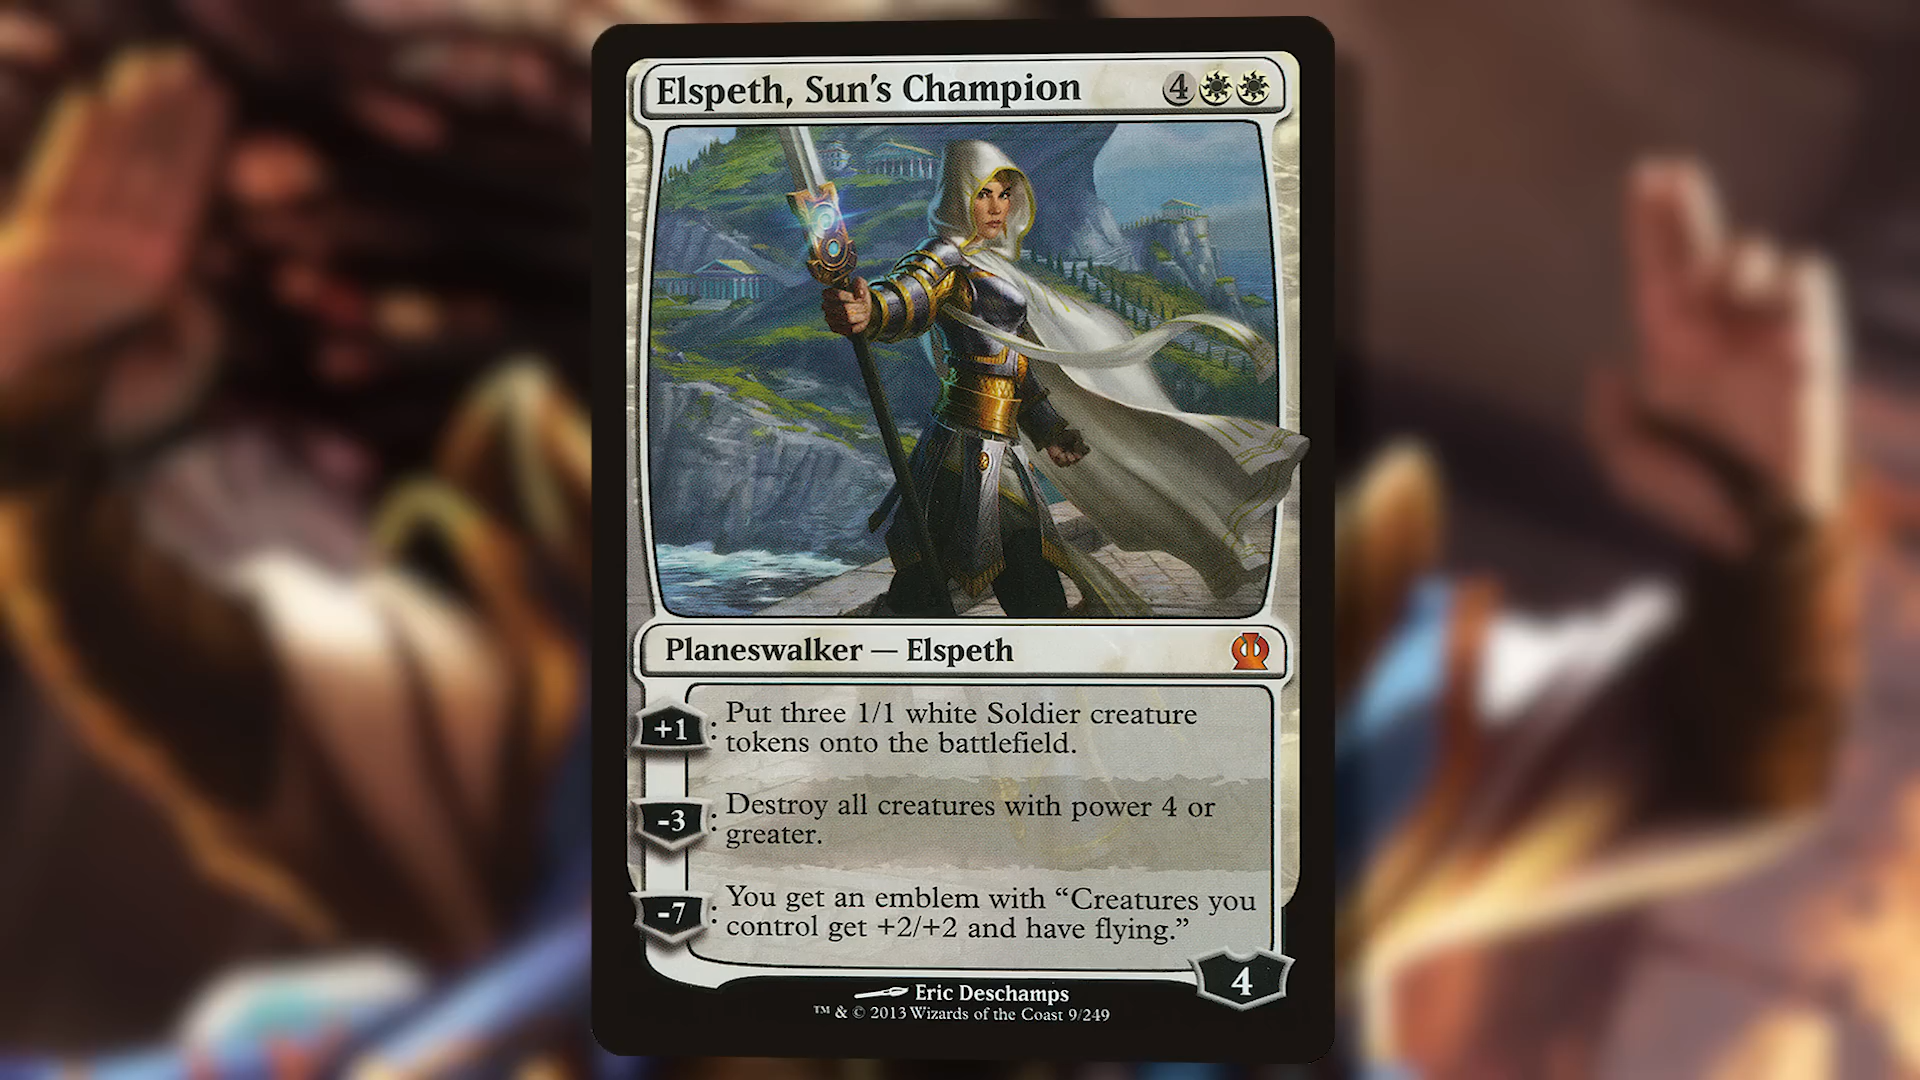 Elspeth, Sun's Champion 4
Planeswalker — Elspeth
+1 : Put three 1/1 white Soldier creature
tokens onto the battlefield.
-3 : Destroy all creatures with power 4 or
greater.
-7 : You get an emblem with “Creatures you
control get +2/+2 and have flying.”
4
Eric Deschamps
™ & © 2013 Wizards of the Coast 9/249